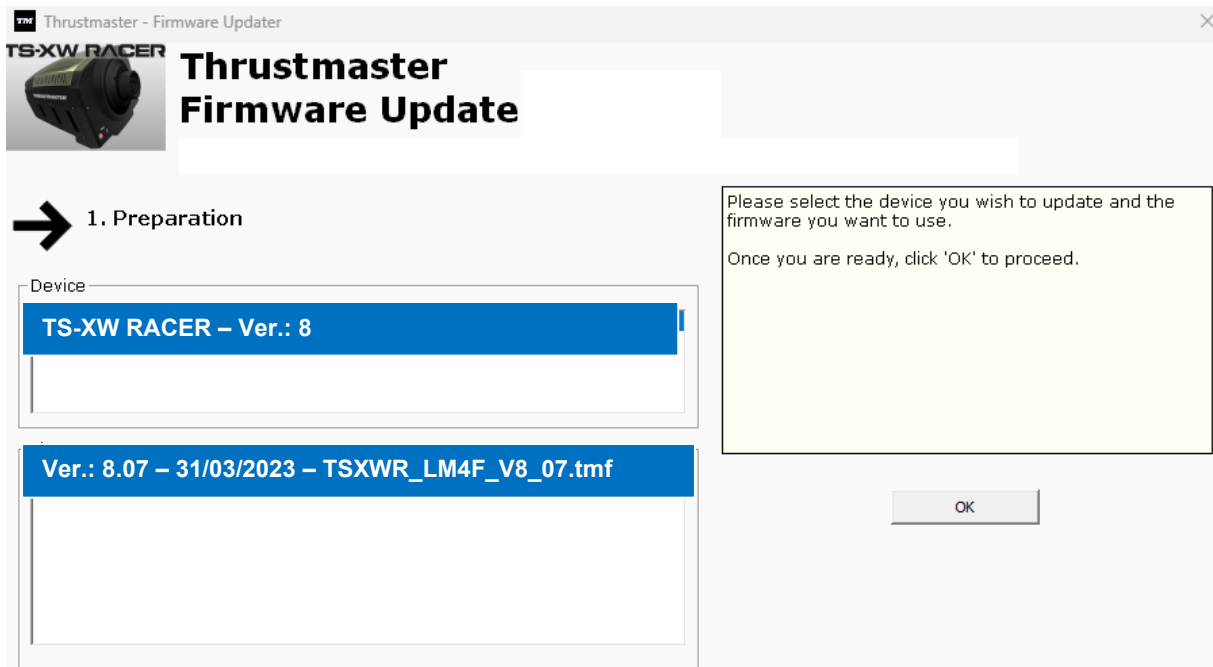 Thrustmaster - Firmware Updater
TS-XW RACER
Thrustmaster
Firmware Update
1. Preparation
Please select the device you wish to update and the
firmware you want to use.
Once you are ready, click 'OK' to proceed.
Device
TS-XW RACER – Ver.: 8
Ver.: 8.07 – 31/03/2023 – TSXWR_LM4F_V8_07.tmf
OK